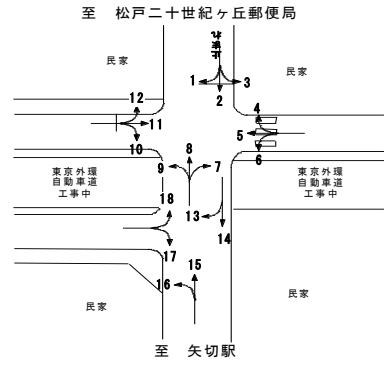 至 松戸二十世紀ヶ丘郵便局
民家
止まれ
民家
1
2
3
12
11
10
4
5
6
8
9
7
東京外環
自動車道
工事中
東京外環
自動車道
工事中
18
13
14
17
15
16
民家
民家
至 矢切駅